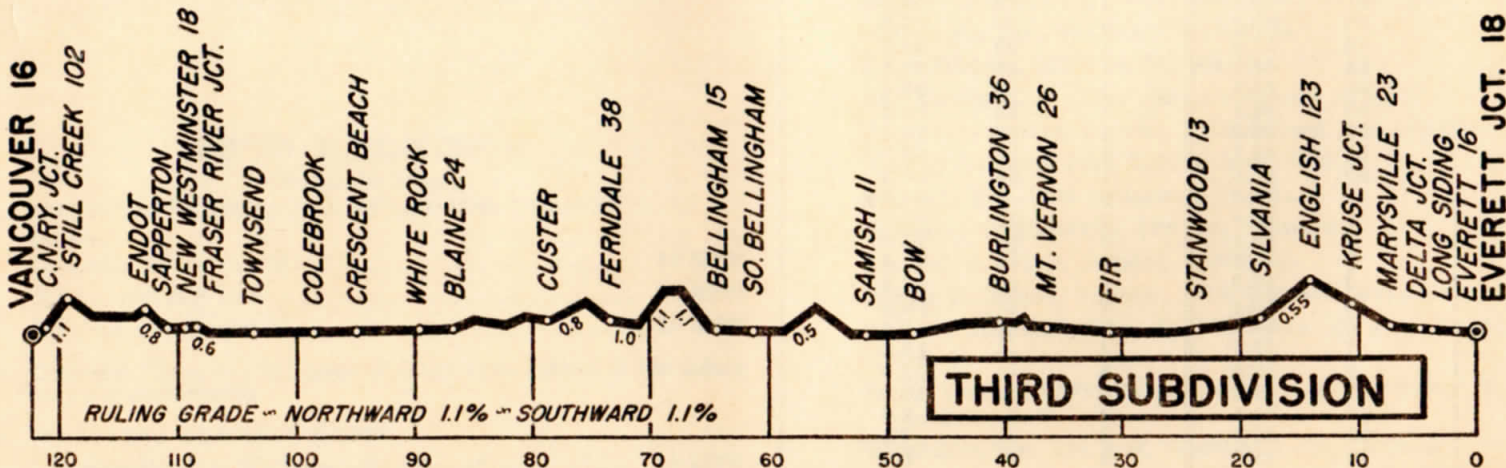 VANCOUVER 16
C.N.RY. JCT.
STILL CREEK 102
ENDOT
SAPPERTON
NEW WESTMINSTER 18
FRASER RIVER JCT.
TOWNSEND
COLEBROOK
CRESCENT BEACH
WHITE ROCK
BLAINE 24
CUSTER
FERNDALE 38
BELLINGHAM 15
SO. BELLINGHAM
SAMISH 11
BOW
BURLINGTON 36
MT. VERNON 26
FIR
STANWOOD 13
SILVANIA
ENGLISH 123
KRUSE JCT.
MARYSVILLE 23
DELTA JCT.
LONG SIDING
EVERETT 16
EVERETT JCT. 18
1.1
0.8
0.6
0.8
1.0
1.1
1.1
0.5
0.55
THIRD SUBDIVISION
RULING GRADE ~ NORTHWARD 1.1% ~ SOUTHWARD 1.1%
120 110 100 90 80 70 60 50 40 30 20 10 0